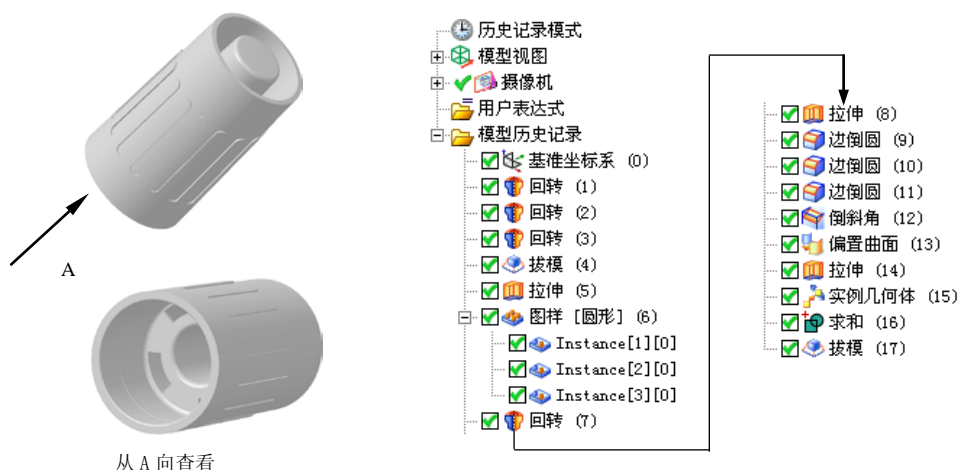 A
从A向查看
历史记录模式
模型视图
摄像机
用户表达式
模型历史记录
基准坐标系 (0)
回转 (1)
回转 (2)
回转 (3)
拔模 (4)
拉伸 (5)
图样 [圆形] (6)
Instance[1][0]
Instance[2][0]
Instance[3][0]
回转 (7)
拉伸 (8)
边倒圆 (9)
边倒圆 (10)
边倒圆 (11)
倒斜角 (12)
偏置曲面 (13)
拉伸 (14)
实例几何体 (15)
求和 (16)
拔模 (17)